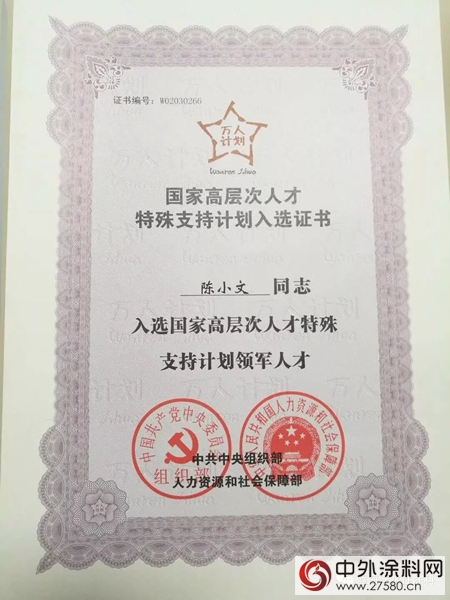 证书编号：W02030266
万人
计划
Wanren Jihua
国家高层次人才
特殊支持计划入选证书
陈小文 同志
入选国家高层次人才特殊
支持计划领军人才
中国共产党中央委员会
组织部
中华人民共和国人力资源和社会保障部
中共中央组织部
人力资源和社会保障部
中外涂料网
www.27580.cn